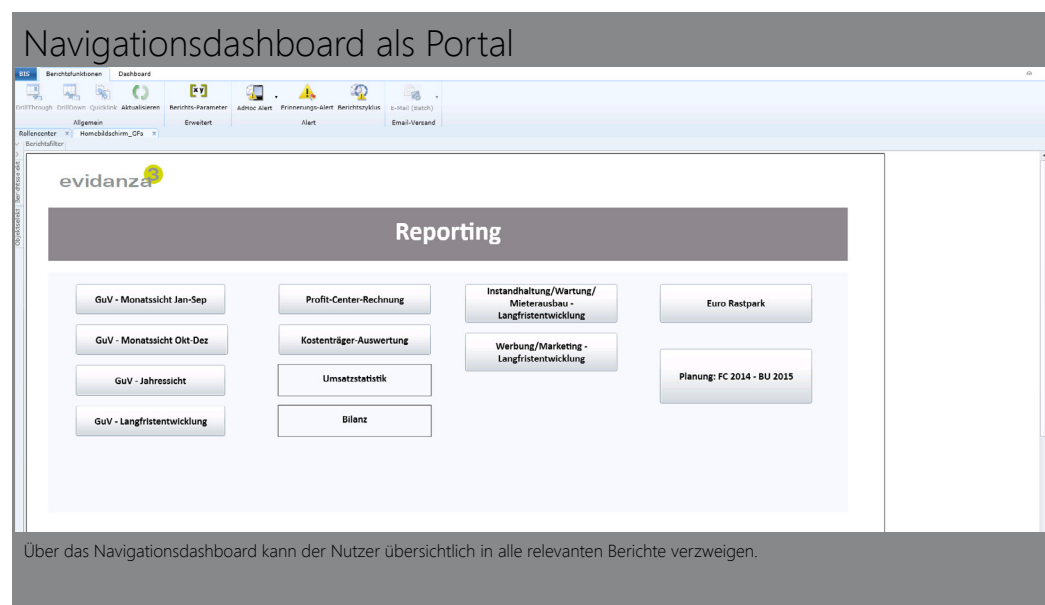 Navigationsdashboard als Portal
BIS Berichtsfunktionen Dashboard
DrillThrough DrillDown Quicklink Aktualisieren Berichts-Parameter AdHoc Alert Erinnerungs-Alert Berichtszyklus E-Mail (Batch)
Allgemein Erweitert Alert Email-Versand
Rollencenter x Homebildschirm_GFs x
Berichtsfilter
evidanza3
Reporting
GuV - Monatssicht Jan-Sep
GuV - Monatssicht Okt-Dez
GuV - Jahressicht
GuV - Langfristentwicklung
Profit-Center-Rechnung
Kostenträger-Auswertung
Umsatzstatistik
Bilanz
Instandhaltung/Wartung/
Mieterausbau -
Langfristentwicklung
Werbung/Marketing -
Langfristentwicklung
Euro Rastpark
Planung: FC 2014 - BU 2015
Über das Navigationsdashboard kann der Nutzer übersichtlich in alle relevanten Berichte verzweigen.